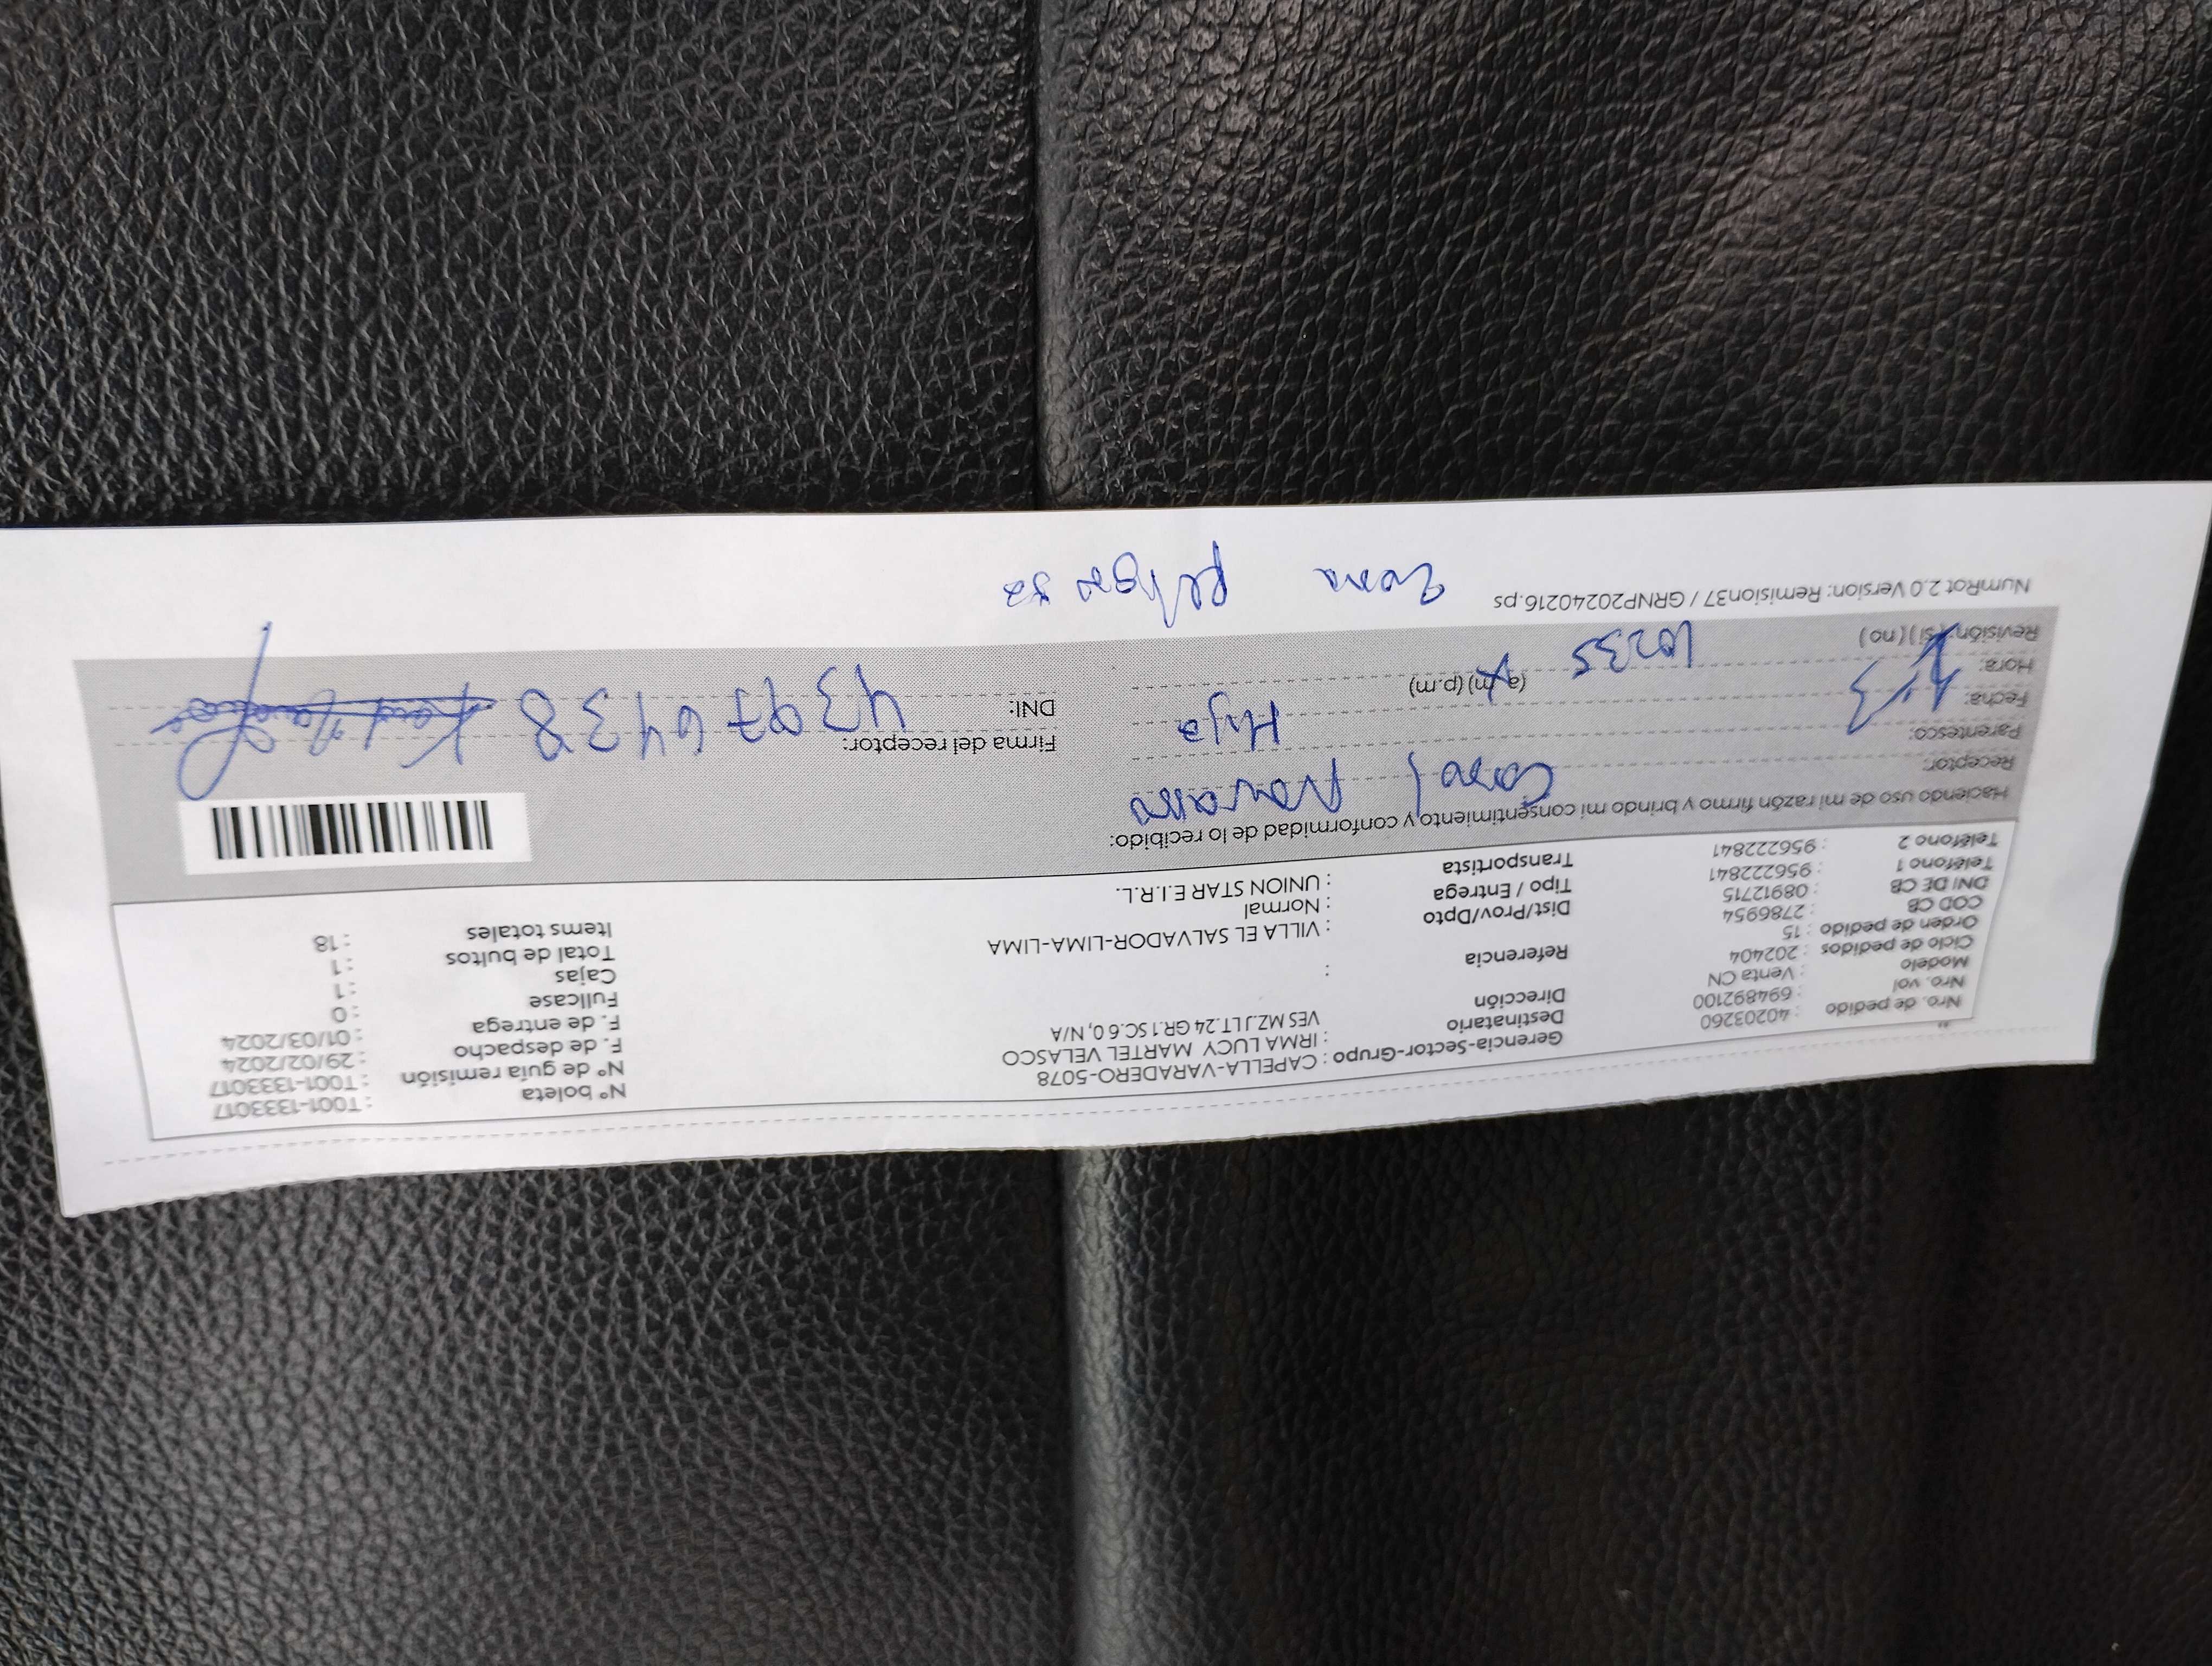 Nro. de pedido : 40203260
Nro. vol : 694892100
Modelo : Venta CN
Ciclo de pedidos : 202404
Orden de pedido : 15
COD CB : 2786954
DNI DE CB : 08912715
Teléfono 1 : 956222841
Teléfono 2 : 956222841
Gerencia-Sector-Grupo : CAPELLA-VARADERO-5078
Destinatario : IRMA LUCY MARTEL VELASCO
Dirección VES MZ.J LT.24 GR.1 SC.6 0, N/A
Referencia :
Dist/Prov/Dpto : VILLA EL SALVADOR-LIMA-LIMA
Tipo / Entrega : Normal
Transportista : UNION STAR E.I.R.L.
N° boleta : T001-1333017
N° de guía remisión : T001-1333017
F. de despacho : 29/02/2024
F. de entrega : 01/03/2024
Fullcase : 0
Cajas : 1
Total de bultos : 1
Items totales : 18
Haciendo uso de mi razón firmo y brindo mi consentimiento y conformidad de lo recibido:
Receptor: Navarro
Parentesco: Hija
Fecha: 1-3
Hora: 10:35 (a.m) (p.m)
Revisión (si) (no)
Firma del receptor:
DNI: 43976438
NumRot 2.0 Version: Remision37 / GRNP20240216.ps
Zona peligrosa